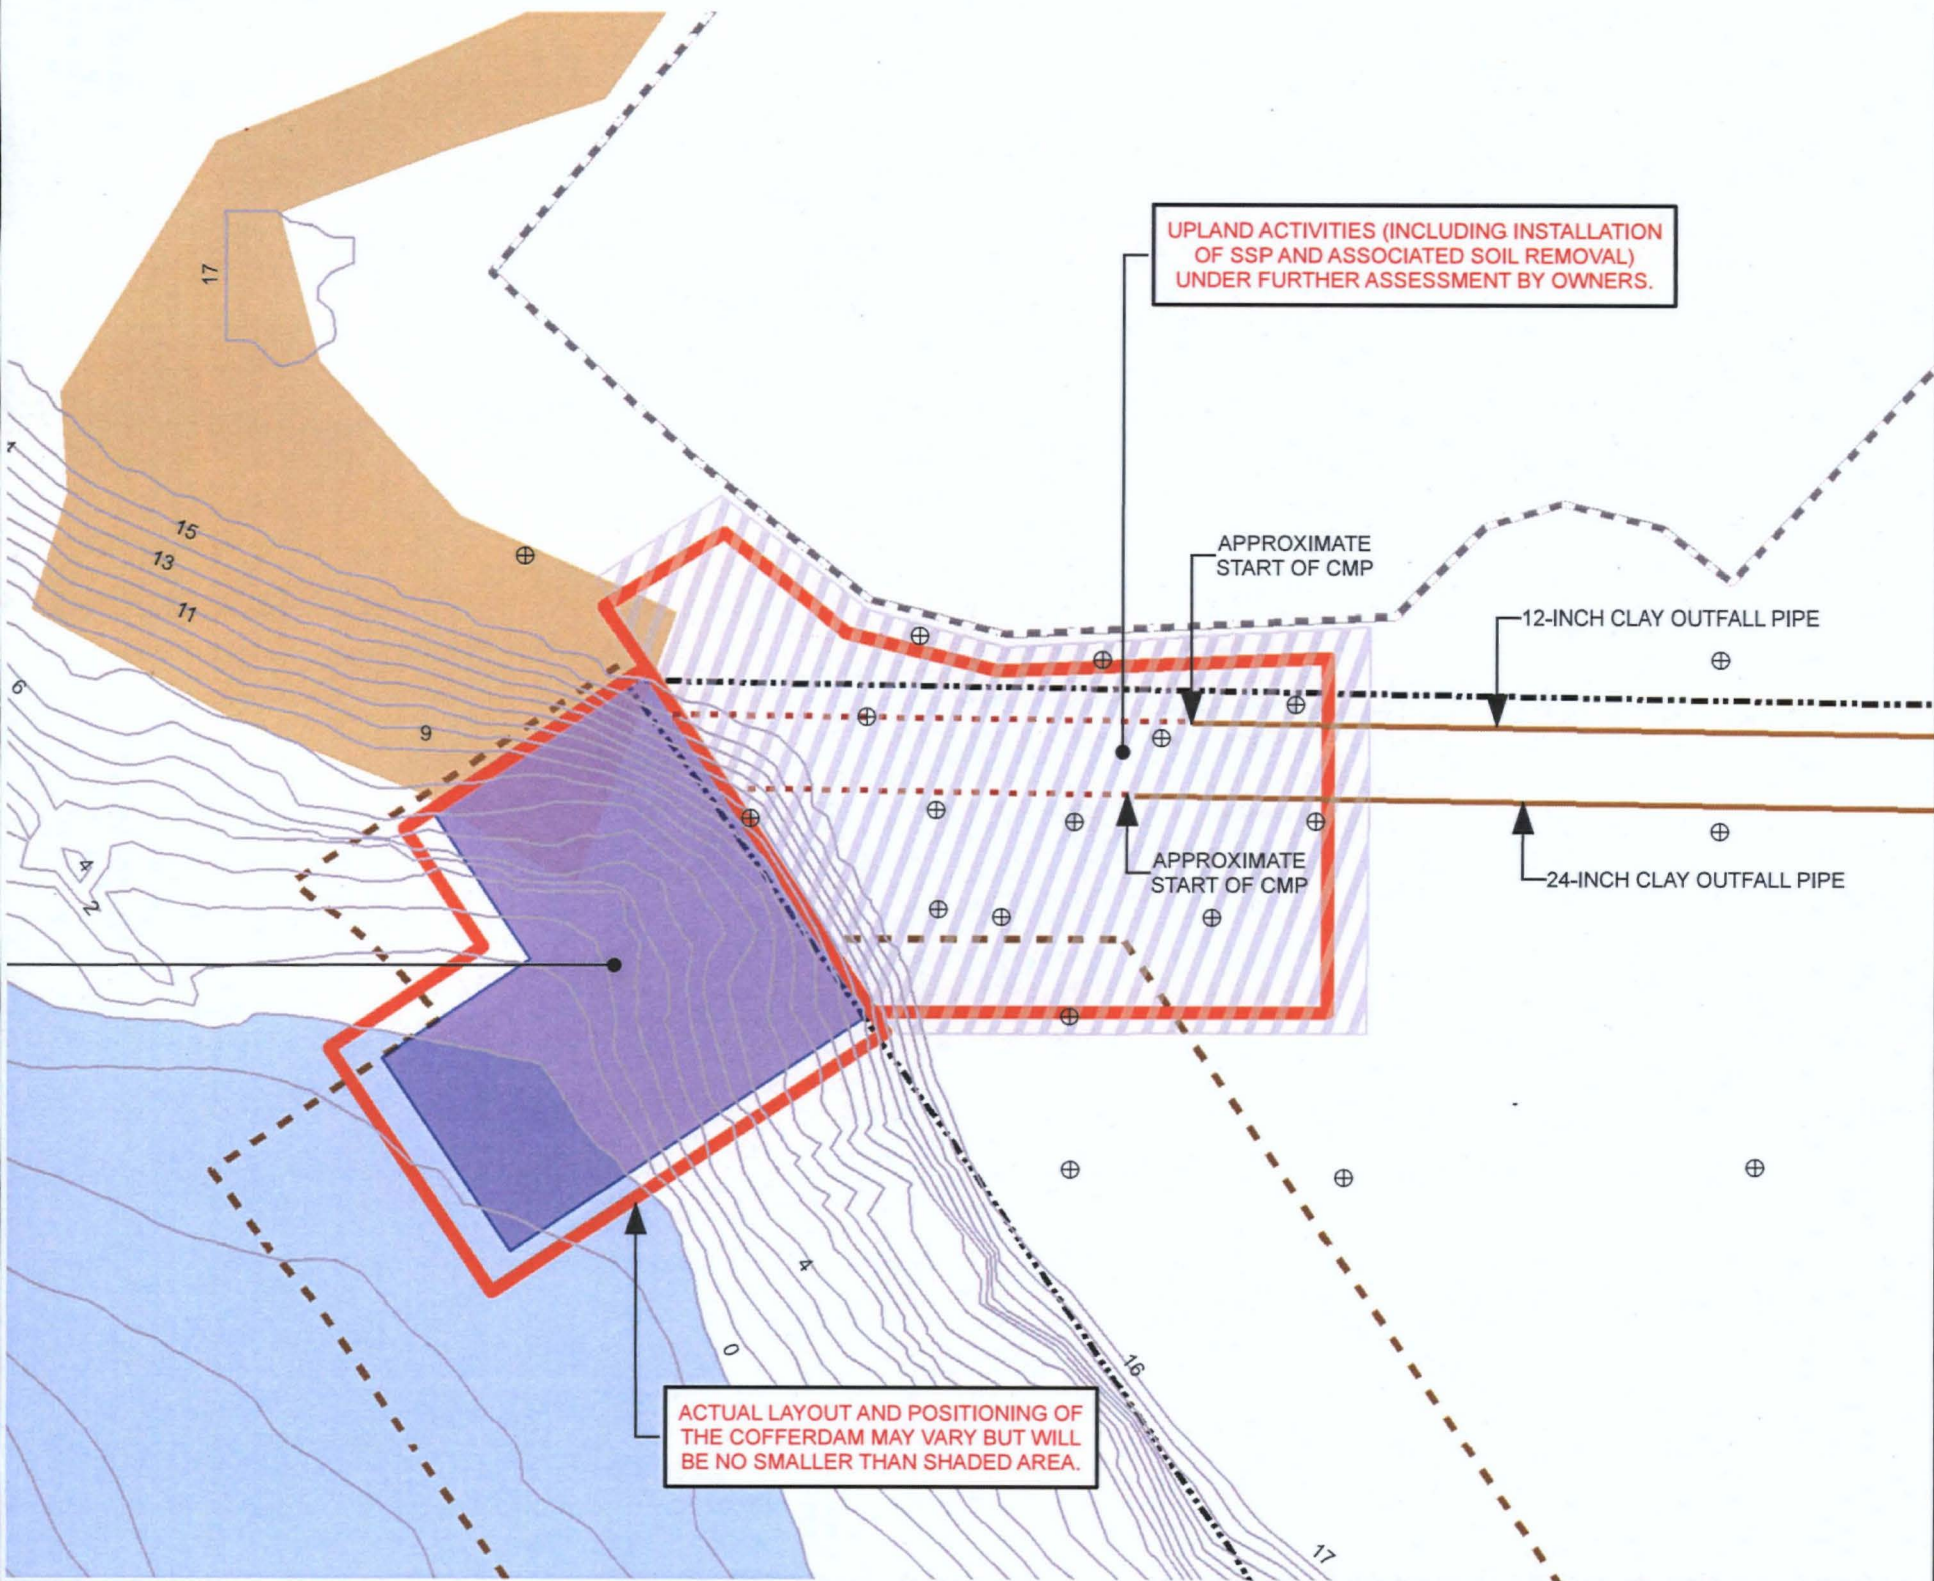 UPLAND ACTIVITIES (INCLUDING INSTALLATION
OF SSP AND ASSOCIATED SOIL REMOVAL)
UNDER FURTHER ASSESSMENT BY OWNERS.
17
APPROXIMATE
START OF CMP
12-INCH CLAY OUTFALL PIPE
15
13
11
6
9
4
2
APPROXIMATE
START OF CMP
24-INCH CLAY OUTFALL PIPE
4
0
16
ACTUAL LAYOUT AND POSITIONING OF
THE COFFERDAM MAY VARY BUT WILL
BE NO SMALLER THAN SHADED AREA.
17